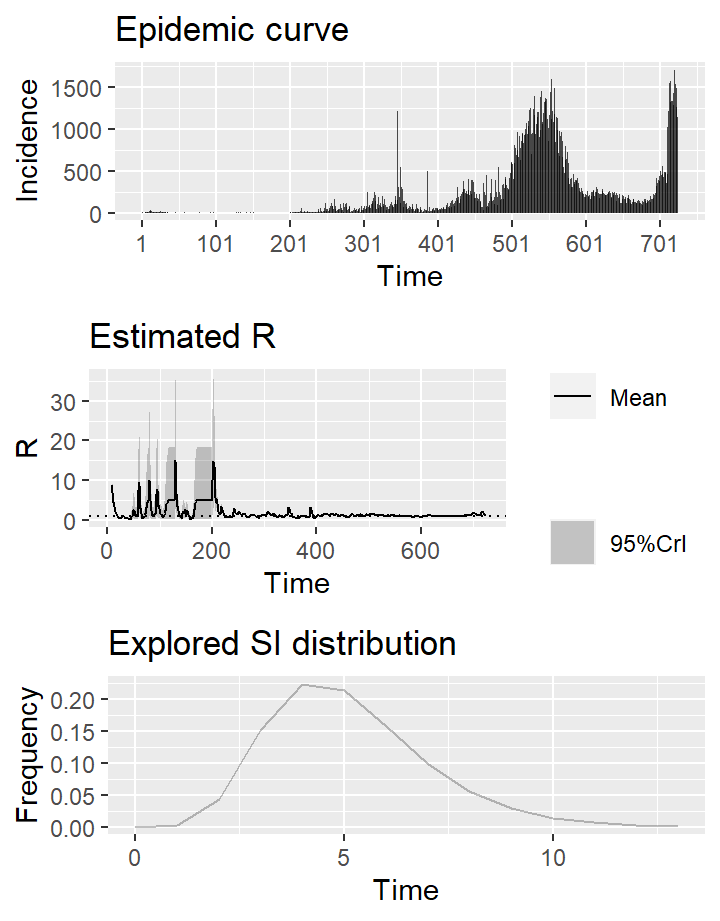 Epidemic curve
Incidence
1500
1000
500
0
1 101 201 301 401 501 601 701
Time
Estimated R
R
30
20
10
0
0 200 400 600
Time
Mean
95%CrI
Explored SI distribution
Frequency
0.20
0.15
0.10
0.05
0.00
0 5 10
Time